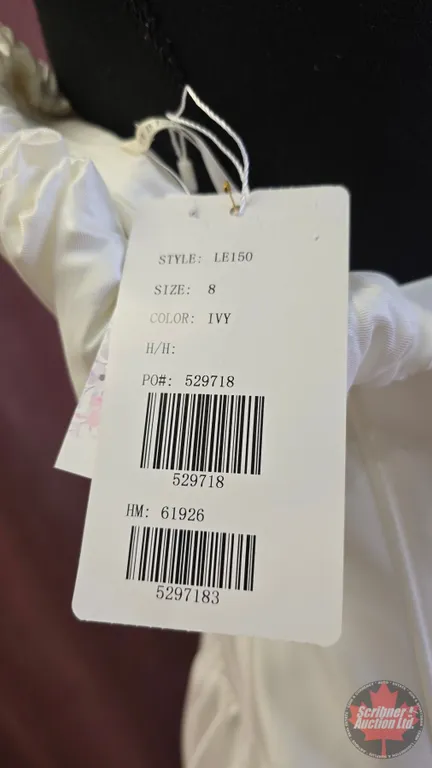 STYLE: LE150
SIZE: 8
COLOR: IVY
H/H:
PO#: 529718
529718
HM: 61926
5297183
Scribner
Auction Ltd.